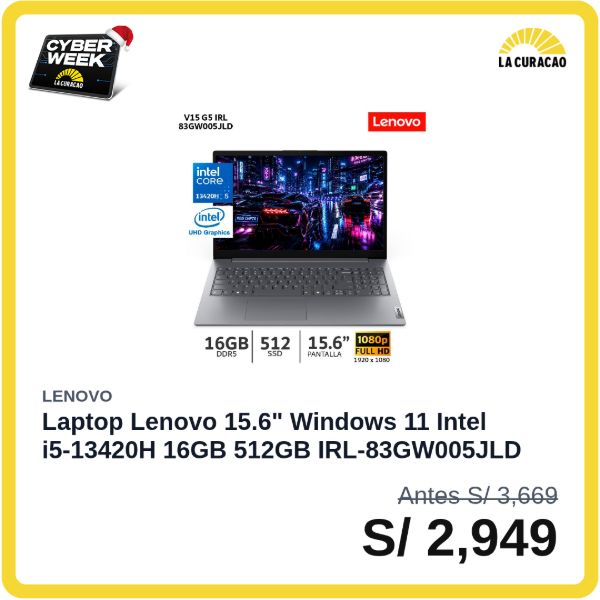 CYBER
WEEK
LA CURACAO
LA CURACAO
V15 G5 IRL
83GW005JLD
Lenovo
intel
CORE
13420H 5
intel
UHD Graphics
16GB
DDR5
512
SSD
15.6”
PANTALLA
1080p
FULL HD
1920 x 1080
LENOVO
Laptop Lenovo 15.6" Windows 11 Intel
i5-13420H 16GB 512GB IRL-83GW005JLD
Antes S/ 3,669
S/ 2,949